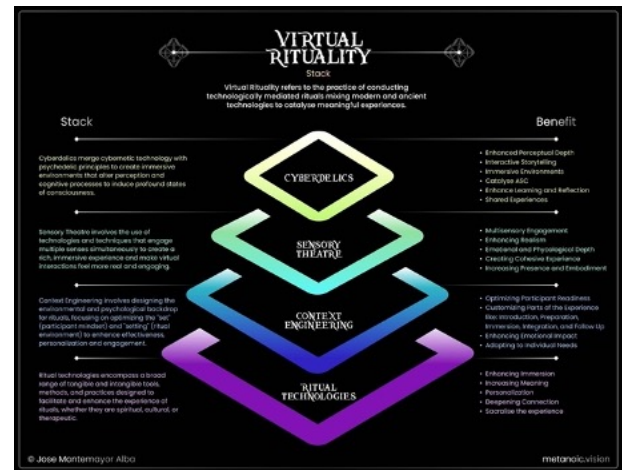 VIRTUAL
RITUALITY
Stack
Virtual Rituality refers to the practice of conducting
technologically mediated rituals mixing modern and ancient
technologies to catalyse meaningful experiences.
Stack
Benefit
Cyberdelics merge cybernetic technology with
psychedelic principles to create immersive
environments that alter perception and
cognitive processes to induce profound states
of consciousness.
CYBERDELICS
• Enhanced Perceptual Depth
• Interactive Storytelling
• Immersive Environments
• Catalyse ASC
• Enhance Learning and Reflection
• Shared Experiences
Sensory Theatre involves the use of
technologies and techniques that engage
multiple senses simultaneously to create a
rich, immersive experience and make virtual
interactions feel more real and engaging.
SENSORY
THEATRE
• Multisensory Engagement
• Enhancing Realism
• Emotional and Physiological Depth
• Creating Cohesive Experience
• Increasing Presence and Embodiment
Context Engineering involves designing the
environmental and psychological backdrop
for rituals, focusing on optimizing the "set"
(participant mindset) and "setting" (ritual
environment) to enhance effectiveness,
personalization and engagement.
CONTEXT
ENGINEERING
• Optimizing Participant Readiness
• Customizing Parts of the Experience
like: Introduction, Preparation,
Immersion, Integration, and Follow Up
• Enhancing Emotional Impact
• Adapting to Individual Needs
Ritual technologies encompass a broad
range of tangible and intangible tools,
methods, and practices designed to
facilitate and enhance the experience of
rituals, whether they are spiritual, cultural, or
therapeutic.
RITUAL
TECHNOLOGIES
• Enhancing Immersion
• Increasing Meaning
• Personalization
• Deepening Connection
• Sacralise the experience
© Jose Montemayor Alba
metanoic.vision